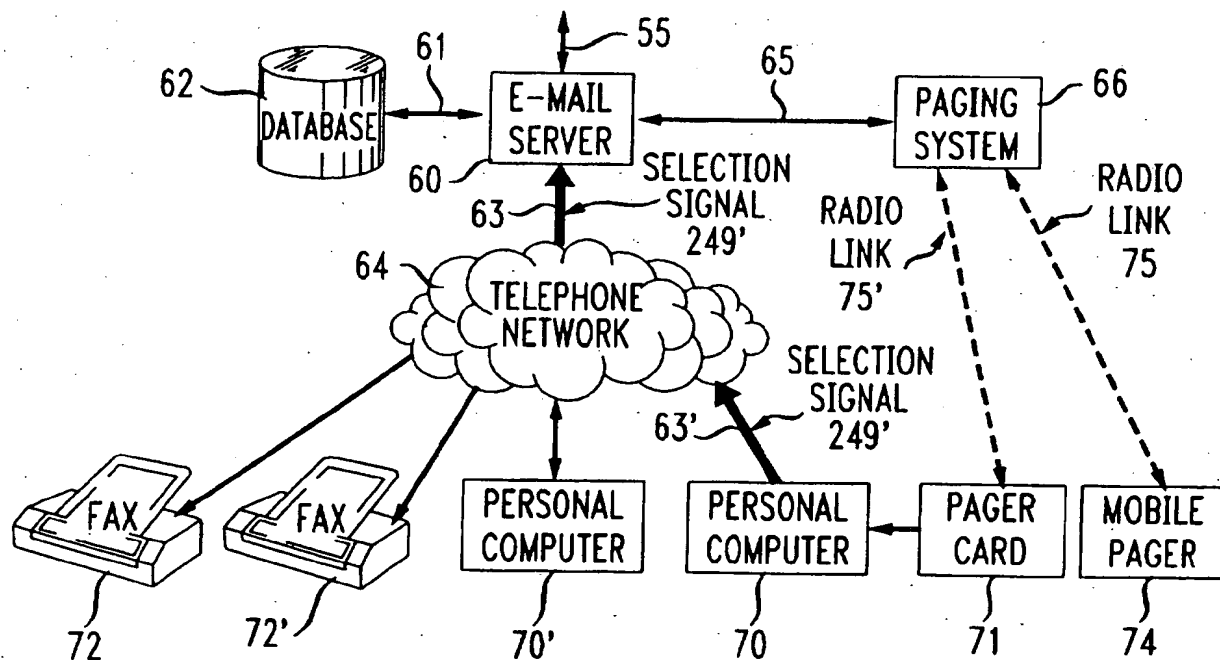 55
61
62
DATABASE
E-MAIL
SERVER
60
65
PAGING
SYSTEM
66
63
SELECTION
SIGNAL
249'
RADIO
LINK
75'
RADIO
LINK
75
64
TELEPHONE
NETWORK
63'
SELECTION
SIGNAL
249'
FAX
72
FAX
72'
PERSONAL
COMPUTER
70'
PERSONAL
COMPUTER
70
PAGER
CARD
71
MOBILE
PAGER
74